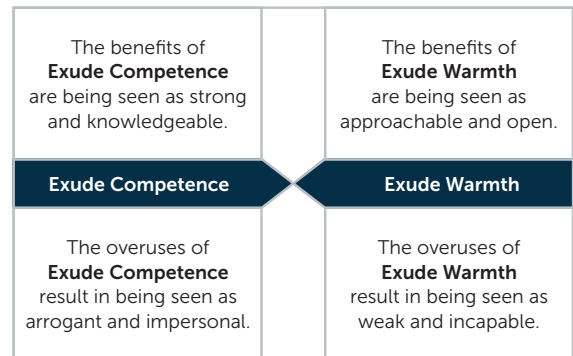 The benefits of
Exude Competence
are being seen as strong
and knowledgeable.
The benefits of
Exude Warmth
are being seen as
approachable and open.
Exude Competence
Exude Warmth
The overuses of
Exude Competence
result in being seen as
arrogant and impersonal.
The overuses of
Exude Warmth
result in being seen as
weak and incapable.